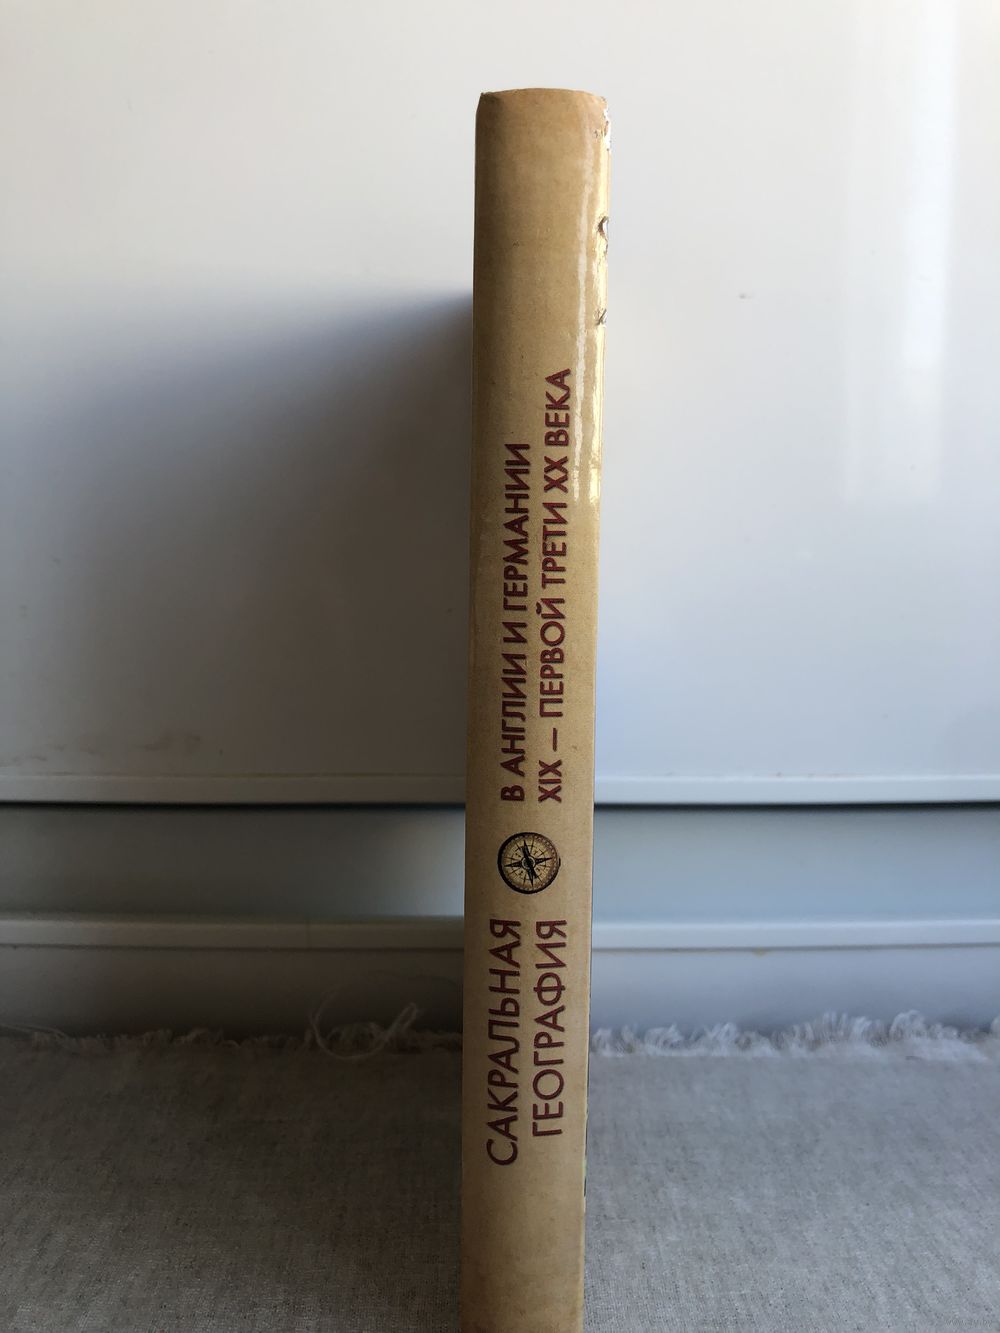 САКРАЛЬНАЯ
ГЕОГРАФИЯ
В АНГЛИИ И ГЕРМАНИИ
XIX — ПЕРВОЙ ТРЕТИ XX ВЕКА